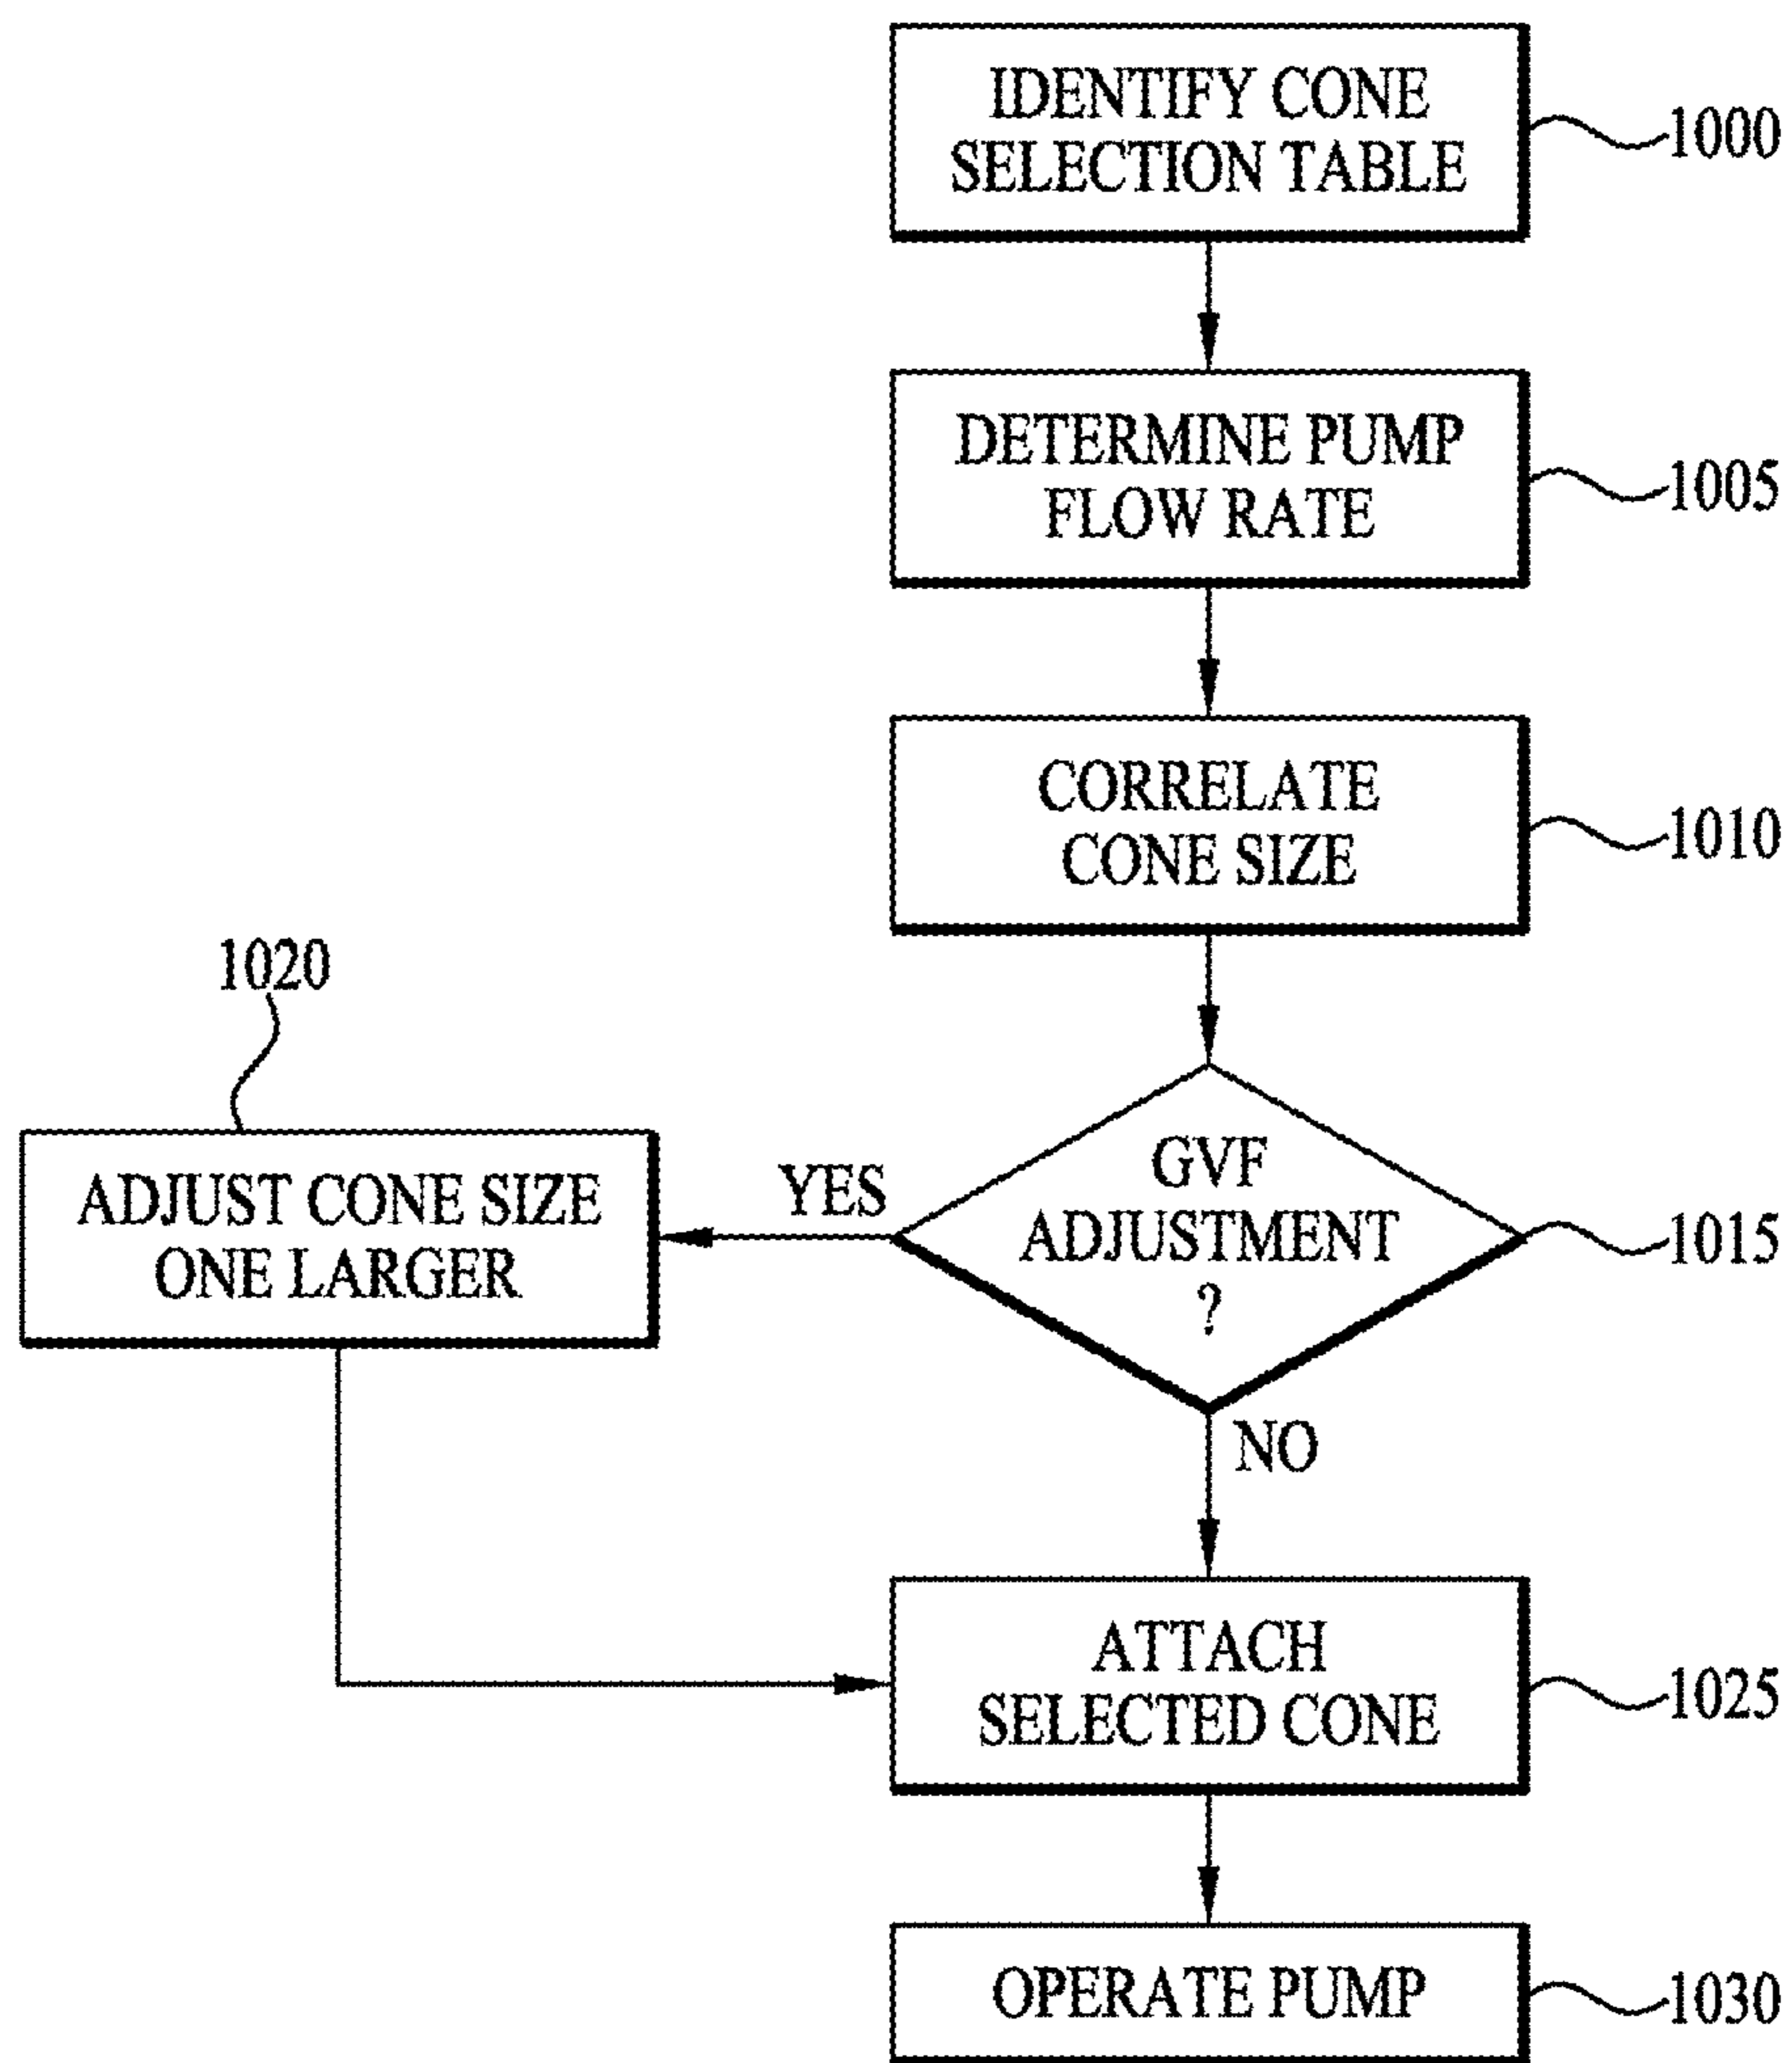 IDENTIFY CONE
SELECTION TABLE
1000
DETERMINE PUMP
FLOW RATE
1005
CORRELATE
CONE SIZE
1010
GVF
ADJUSTMENT
?
1015
YES
1020
ADJUST CONE SIZE
ONE LARGER
NO
ATTACH
SELECTED CONE
1025
OPERATE PUMP
1030